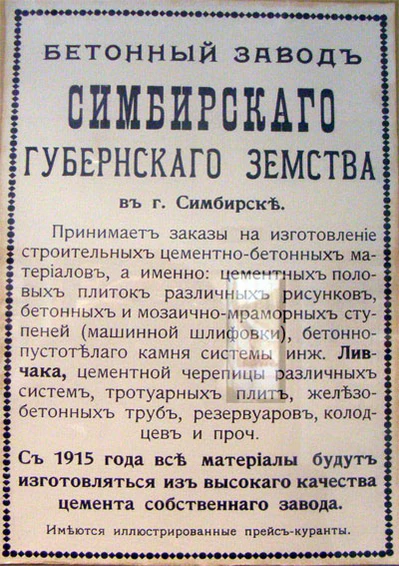 БЕТОННЫЙ ЗАВОДЪ
СИМБИРСКАГО
ГУБЕРНСКАГО ЗЕМСТВА
въ г. Симбирскѣ.
Принимаетъ заказы на изготовленіе
строительныхъ цементно-бетонныхъ ма-
теріаловъ, а именно: цементныхъ поло-
выхъ плитокъ различныхъ рисунковъ,
бетонныхъ и мозаично-мраморныхъ сту-
пеней (машинной шлифовки), бетонно-
пустотѣлаго камня системы инж. Лив-
чака, цементной черепицы различныхъ
системъ, тротуарныхъ плитъ, желѣзо-
бетонныхъ трубъ, резервуаровъ, колод-
цевъ и проч.
Съ 1915 года всѣ матеріалы будутъ
изготовляться изъ высокаго качества
цемента собственнаго завода.
Имѣются иллюстрированные прейсъ-куранты.